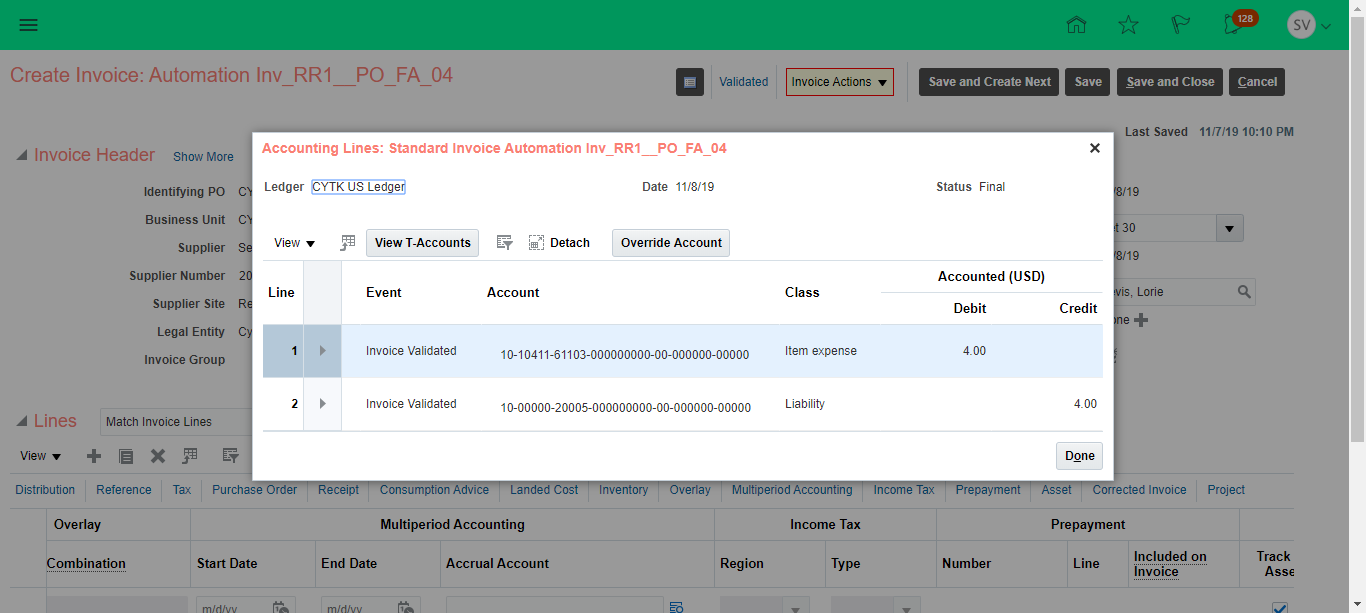 128
SV
Create Invoice: Automation Inv_RR1__PO_FA_04
Validated
Invoice Actions
Save and Create Next
Save
Save and Close
Cancel
Last Saved 11/7/19 10:10 PM
Invoice Header
Show More
Identifying PO CY
Business Unit CY
Supplier Se
Supplier Number 20
Supplier Site Re
Legal Entity Cy
Invoice Group
/8/19
t 30
/8/19
vis, Lorie
one
Accounting Lines: Standard Invoice Automation Inv_RR1__PO_FA_04
Ledger CYTK US Ledger
Date 11/8/19
Status Final
View
View T-Accounts
Detach
Override Account
Line Event Account Class Accounted (USD)
Debit Credit
1 Invoice Validated 10-10411-61103-000000000-00-000000-00000 Item expense 4.00
2 Invoice Validated 10-00000-20005-000000000-00-000000-00000 Liability 4.00
Done
Lines
Match Invoice Lines
View
Distribution Reference Tax Purchase Order Receipt Consumption Advice Landed Cost Inventory Overlay Multiperiod Accounting Income Tax Prepayment Asset Corrected Invoice Project
Overlay Multiperiod Accounting Income Tax Prepayment
Combination Start Date End Date Accrual Account Region Type Number Line Included on Invoice Track
Asse
m/d/yy m/d/yy